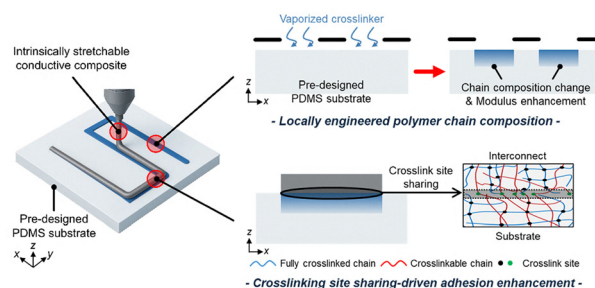 Vaporized crosslinker
Intrinsically stretchable
conductive composite
Pre-designed
PDMS substrate
Chain composition change
& Modulus enhancement
z
x
- Locally engineered polymer chain composition -
Crosslink site
sharing
Interconnect
Substrate
Pre-designed
PDMS substrate
z
x
y
z
x
Fully crosslinked chain
Crosslinkable chain
Crosslink site
- Crosslinking site sharing-driven adhesion enhancement -